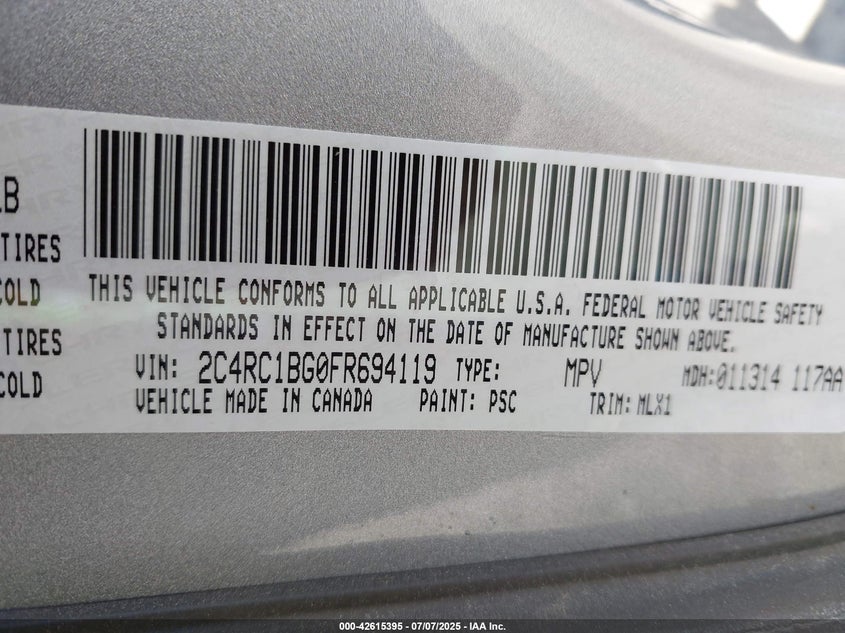 LB
TIRES
COLD
TIRES
COLD
THIS VEHICLE CONFORMS TO ALL APPLICABLE U.S.A. FEDERAL MOTOR VEHICLE SAFETY
STANDARDS IN EFFECT ON THE DATE OF MANUFACTURE SHOWN ABOVE.
VIN: 2C4RC1BG0FR694119 TYPE: MPV MDH:011314 117AA
VEHICLE MADE IN CANADA PAINT: PSC TRIM: MLX1
000-42615395 - 07/07/2025 - IAA Inc.